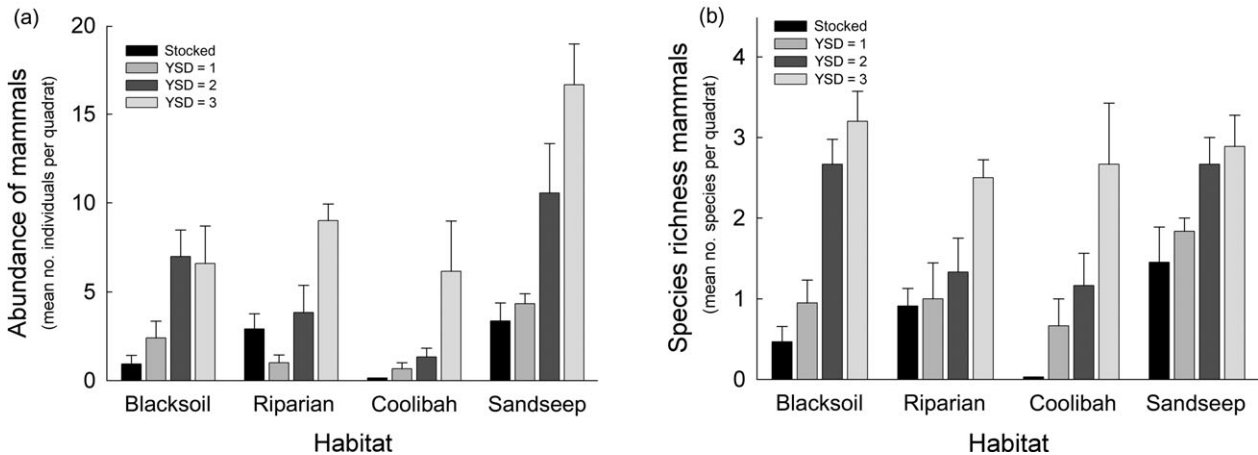 (a)
Abundance of mammals
(mean no. individuals per quadrat)
20
15
10
5
0
Stocked
YSD = 1
YSD = 2
YSD = 3
Blacksoil Riparian Coolibah Sandseep
Habitat
(b)
Species richness mammals
(mean no. species per quadrat)
4
3
2
1
0
Stocked
YSD = 1
YSD = 2
YSD = 3
Blacksoil Riparian Coolibah Sandseep
Habitat